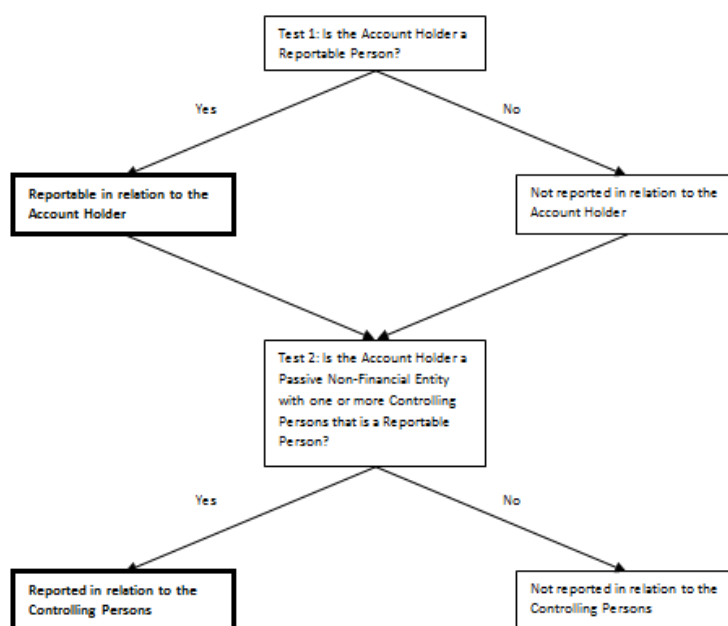 Test 1: Is the Account Holder a
Reportable Person?
Yes
No
Reportable in relation to the
Account Holder
Not reported in relation to the
Account Holder
Test 2: Is the Account Holder a
Passive Non-Financial Entity
with one or more Controlling
Persons that is a Reportable
Person?
Yes
No
Reported in relation to the
Controlling Persons
Not reported in relation to the
Controlling Persons